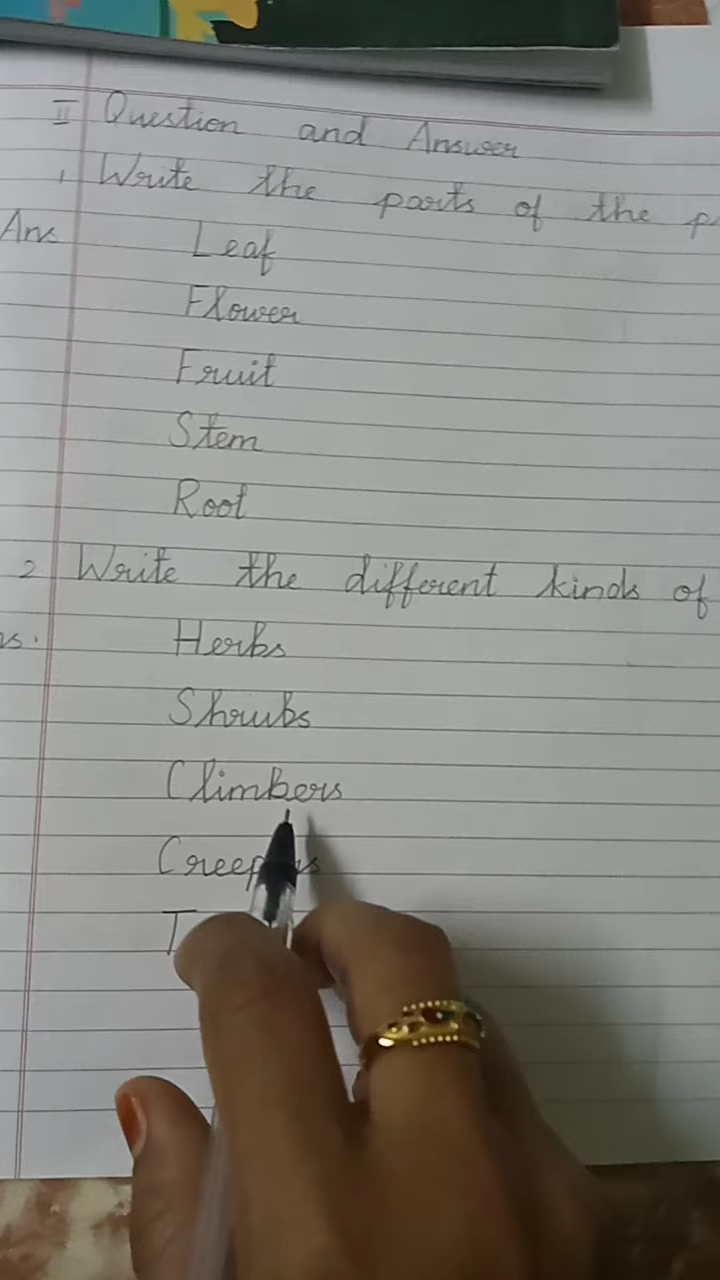 II Question and Answer
1 Write the parts of the
Ans Leaf
Flower
Fruit
Stem
Root
2 Write the different kinds of
Herbs
Shrubs
Climbers